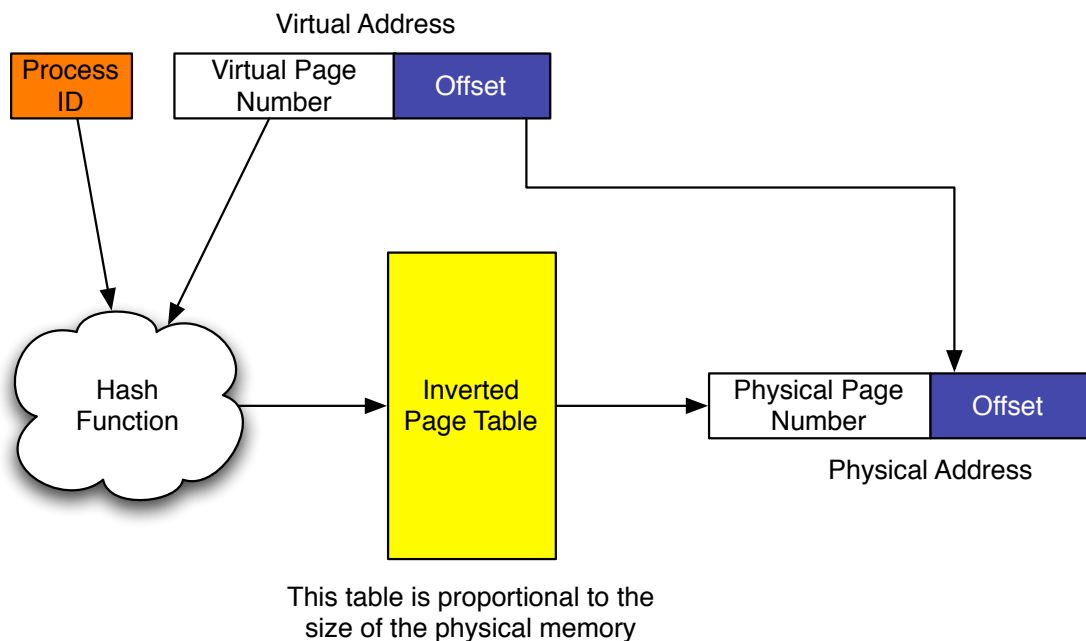 Virtual Address
Process
ID
Virtual Page
Number
Offset
Hash
Function
Inverted
Page Table
Physical Page
Number
Offset
Physical Address
This table is proportional to the
size of the physical memory